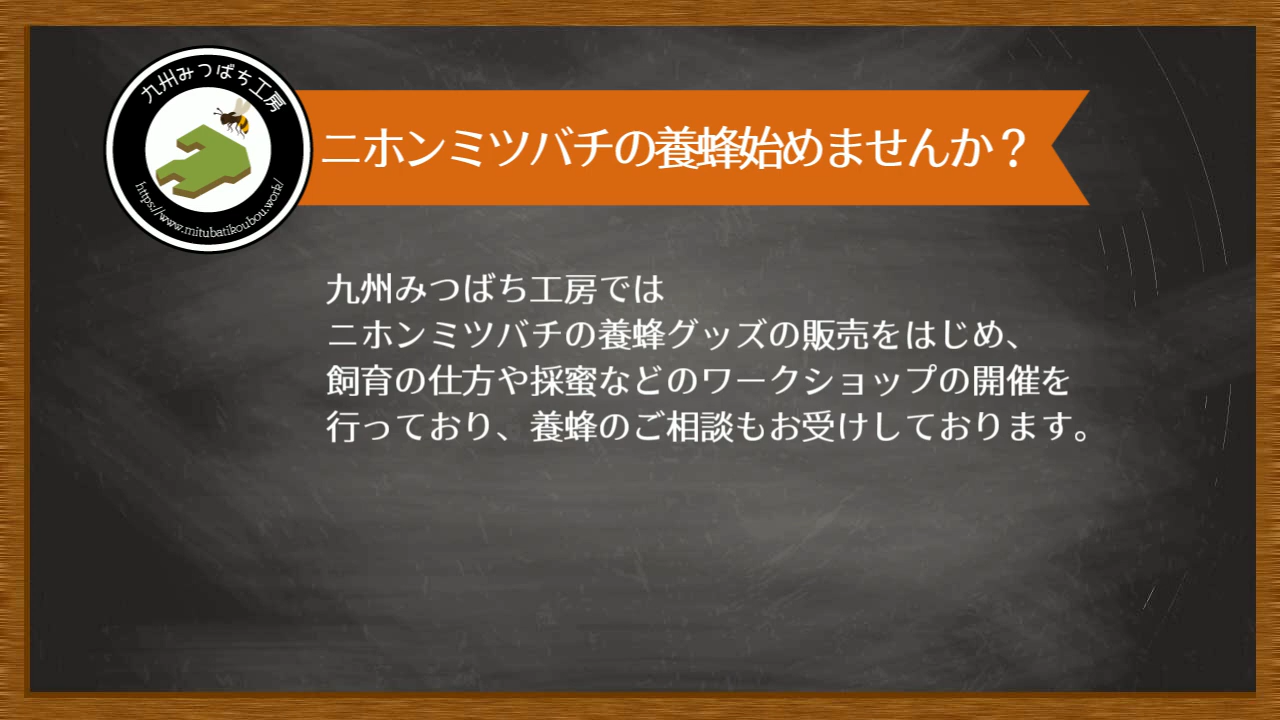 九州みつばち工房
https://www.mitubatikoubou.work/
ニホンミツバチの養蜂始めませんか？
九州みつばち工房では
ニホンミツバチの養蜂グッズの販売をはじめ、
飼育の仕方や採蜜などのワークショップの開催を
行っており、養蜂のご相談もお受けしております。